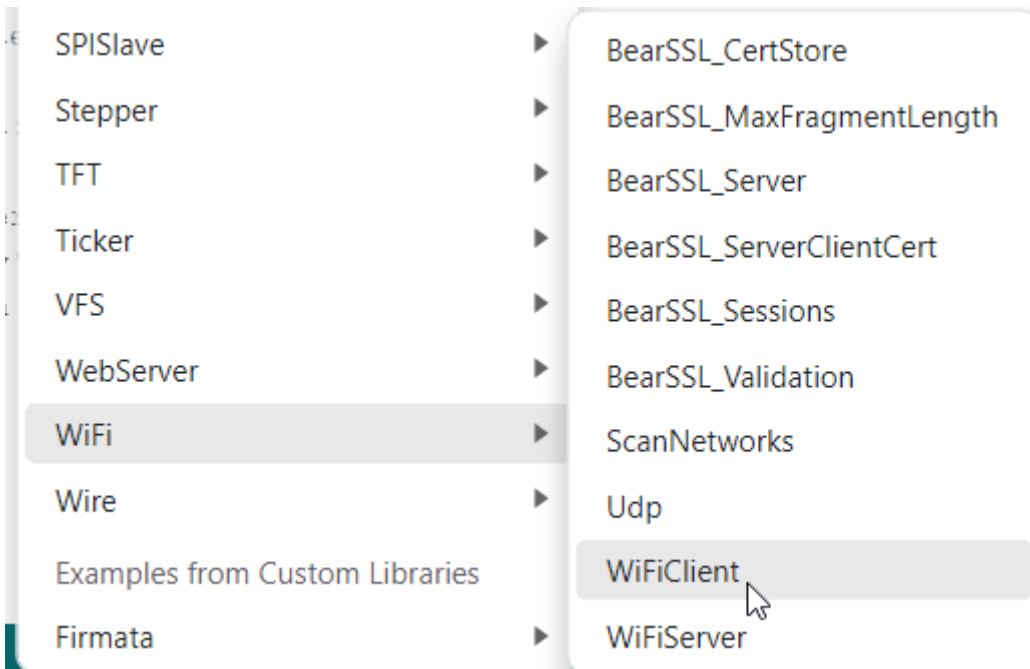 SPISlave
Stepper
TFT
Ticker
VFS
WebServer
WiFi
Wire
Examples from Custom Libraries
Firmata
BearSSL_CertStore
BearSSL_MaxFragmentLength
BearSSL_Server
BearSSL_ServerClientCert
BearSSL_Sessions
BearSSL_Validation
ScanNetworks
Udp
WiFiClient
WiFiServer